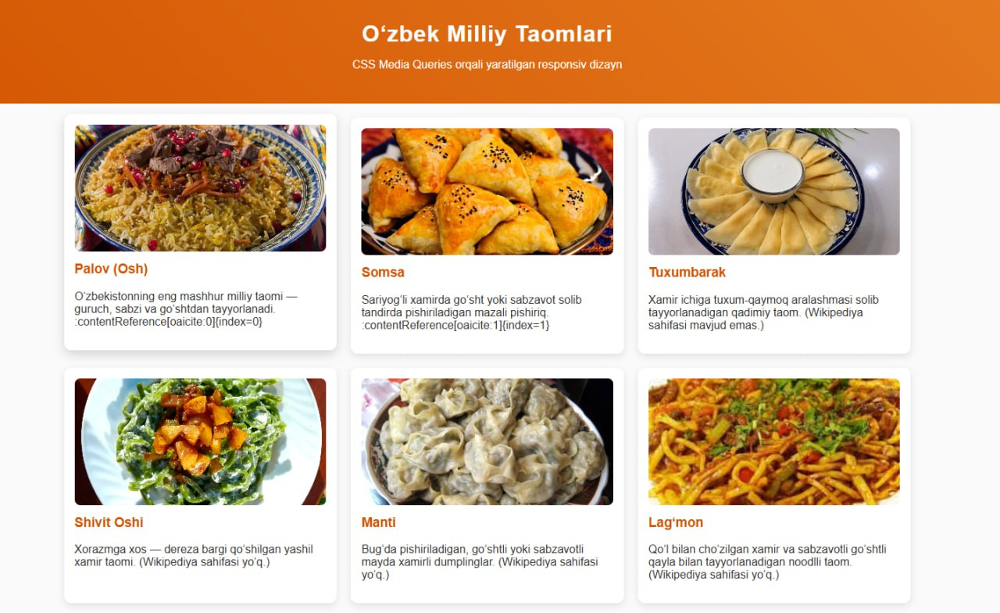 O‘zbek Milliy Taomlari
CSS Media Queries orqali yaratilgan responsiv dizayn
Palov (Osh)
O‘zbekistonning eng mashhur milliy taomi —
guruch, sabzi va go‘shtdan tayyorlanadi.
:contentReference[oaicite:0]{index=0}
Somsa
Sariyog‘li xamirda go‘sht yoki sabzavot solib
tandirda pishiriladigan mazali pishiriq.
:contentReference[oaicite:1]{index=1}
Tuxumbarak
Xamir ichiga tuxum-qaymoq aralashmasi solib
tayyorlanadigan qadimiy taom. (Wikipediya
sahifasi mavjud emas.)
Shivit Oshi
Xorazmga xos — dereza bargi qo‘shilgan yashil
xamir taomi. (Wikipediya sahifasi yo‘q.)
Manti
Bug‘da pishiriladigan, go‘shtli yoki sabzavotli
mayda xamirli dumplinglar. (Wikipediya sahifasi
yo‘q.)
Lag‘mon
Qo‘l bilan cho‘zilgan xamir va sabzavotli go‘shtli
qayla bilan tayyorlanadigan noodlli taom.
(Wikipediya sahifasi yo‘q.)